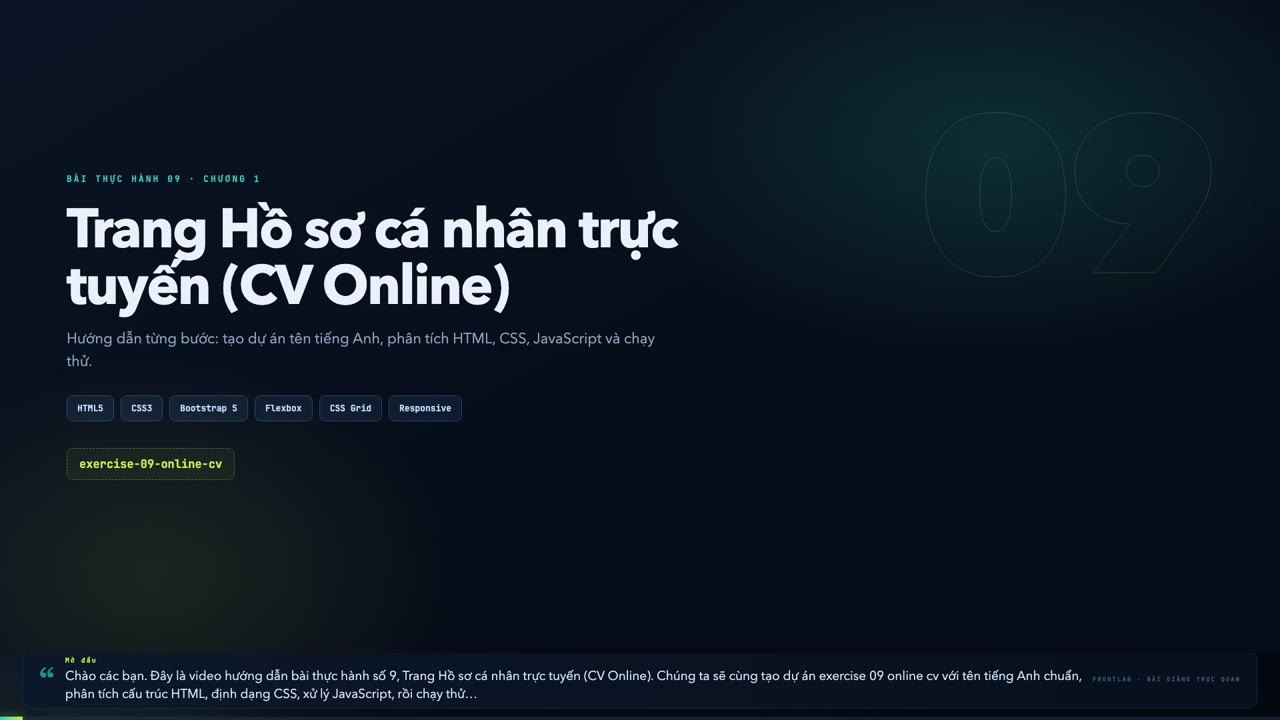 09
BÀI THỰC HÀNH 09 · CHƯƠNG 1
Trang Hồ sơ cá nhân trực
tuyến (CV Online)
Hướng dẫn từng bước: tạo dự án tên tiếng Anh, phân tích HTML, CSS, JavaScript và chạy
thử.
HTML5 CSS3 Bootstrap 5 Flexbox CSS Grid Responsive
exercise-09-online-cv
Mở đầu
Chào các bạn. Đây là video hướng dẫn bài thực hành số 9, Trang Hồ sơ cá nhân trực tuyến (CV Online). Chúng ta sẽ cùng tạo dự án exercise 09 online cv với tên tiếng Anh chuẩn,
phân tích cấu trúc HTML, định dạng CSS, xử lý JavaScript, rồi chạy thử...
FRONTLAB · BÀI GIẢNG TRỰC QUAN